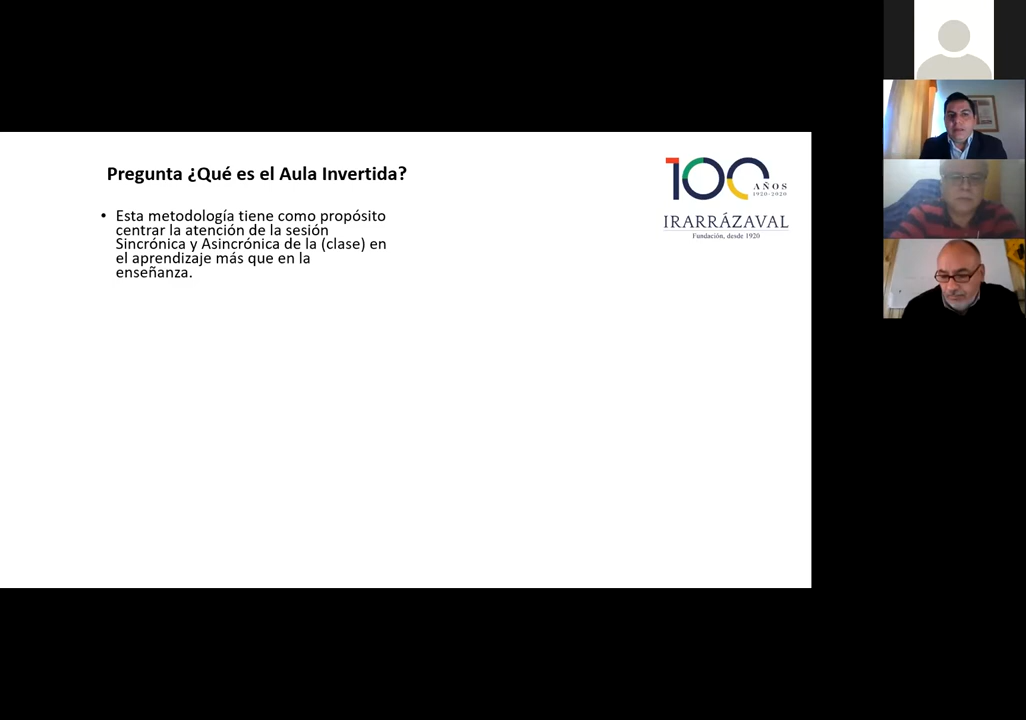 Pregunta ¿Qué es el Aula Invertida?
• Esta metodología tiene como propósito
centrar la atención de la sesión
Sincrónica y Asincrónica de la (clase) en
el aprendizaje más que en la
enseñanza.
100
AÑOS
1920-2020
IRARRÁZAVAL
Fundación, desde 1920